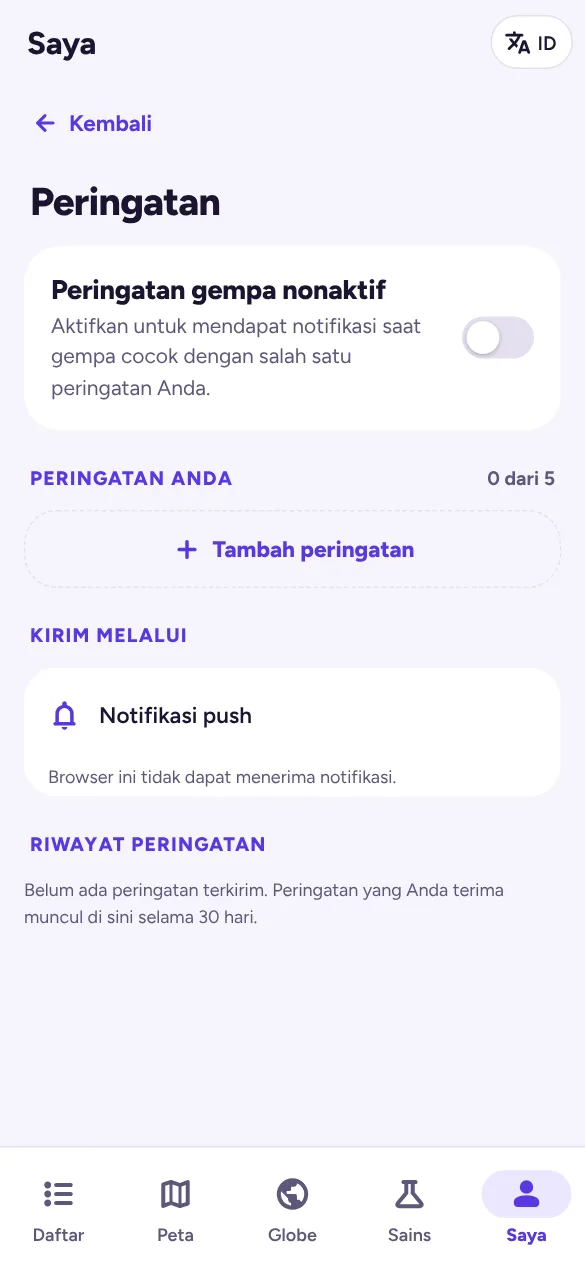 Saya
ID
Kembali
Peringatan
Peringatan gempa nonaktif
Aktifkan untuk mendapat notifikasi saat
gempa cocok dengan salah satu
peringatan Anda.
PERINGATAN ANDA
0 dari 5
Tambah peringatan
KIRIM MELALUI
Notifikasi push
Browser ini tidak dapat menerima notifikasi.
RIWAYAT PERINGATAN
Belum ada peringatan terkirim. Peringatan yang Anda terima
muncul di sini selama 30 hari.
Daftar
Peta
Globe
Sains
Saya